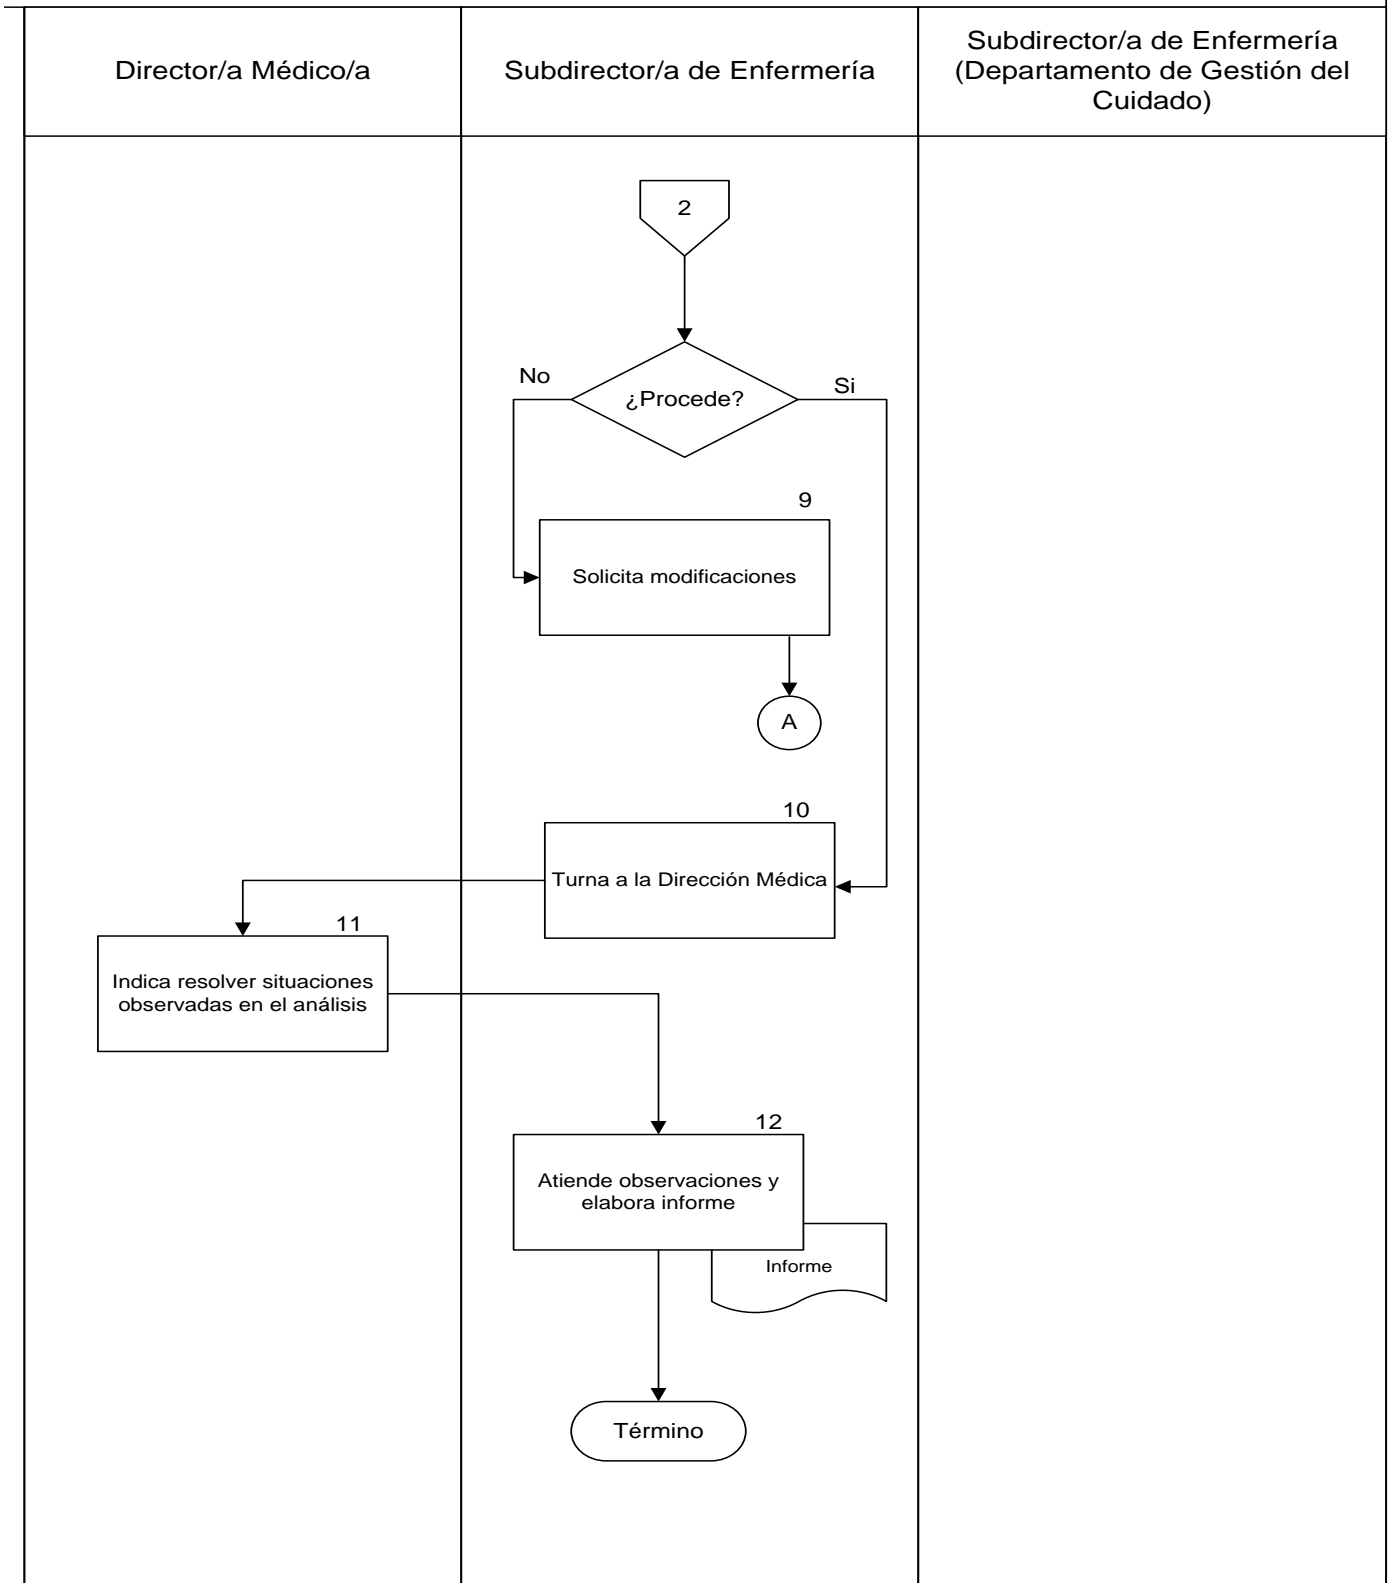 Director/a Médico/a
Subdirector/a de Enfermería
Subdirector/a de Enfermería
(Departamento de Gestión del
Cuidado)
2
¿Procede?
No
Si
9
Solicita modificaciones
A
10
Turna a la Dirección Médica
11
Indica resolver situaciones
observadas en el análisis
12
Atiende observaciones y
elabora informe
Informe
Término